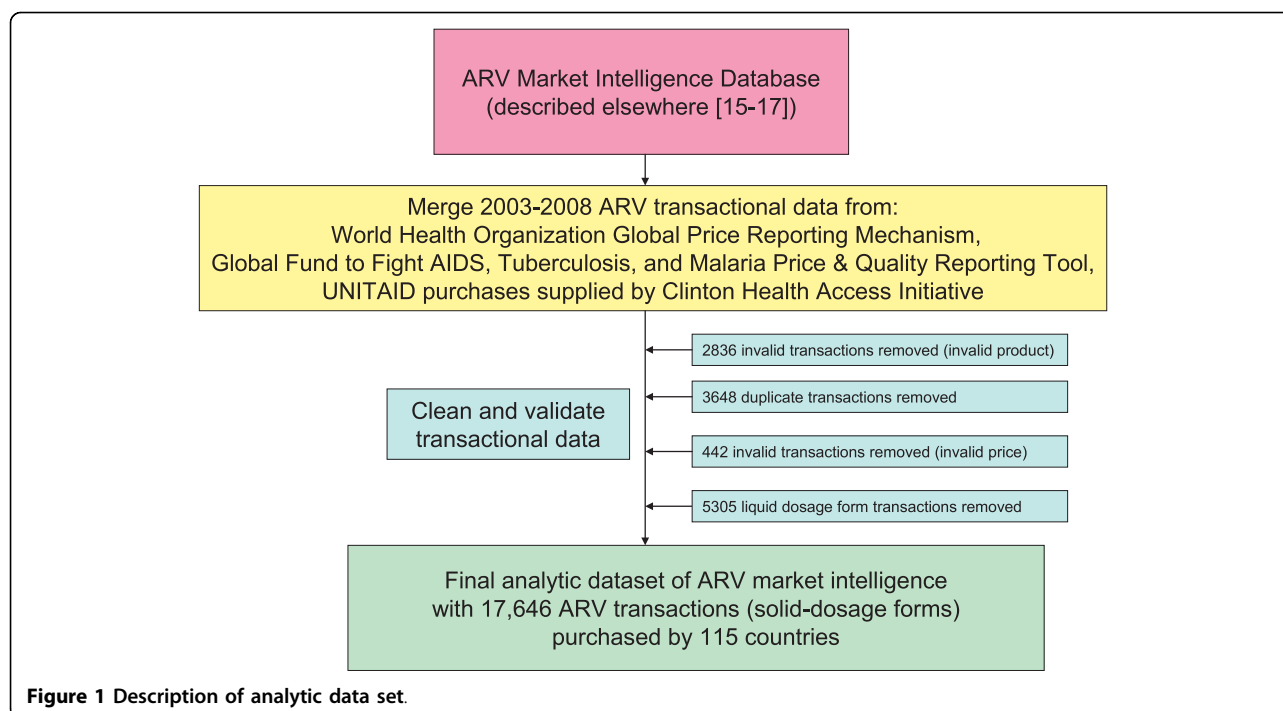 ARV Market Intelligence Database
(described elsewhere [15-17])
Merge 2003-2008 ARV transactional data from:
World Health Organization Global Price Reporting Mechanism,
Global Fund to Fight AIDS, Tuberculosis, and Malaria Price & Quality Reporting Tool,
UNITAID purchases supplied by Clinton Health Access Initiative
2836 invalid transactions removed (invalid product)
Clean and validate
transactional data
3648 duplicate transactions removed
442 invalid transactions removed (invalid price)
5305 liquid dosage form transactions removed
Final analytic dataset of ARV market intelligence
with 17,646 ARV transactions (solid-dosage forms)
purchased by 115 countries
Figure 1 Description of analytic data set.